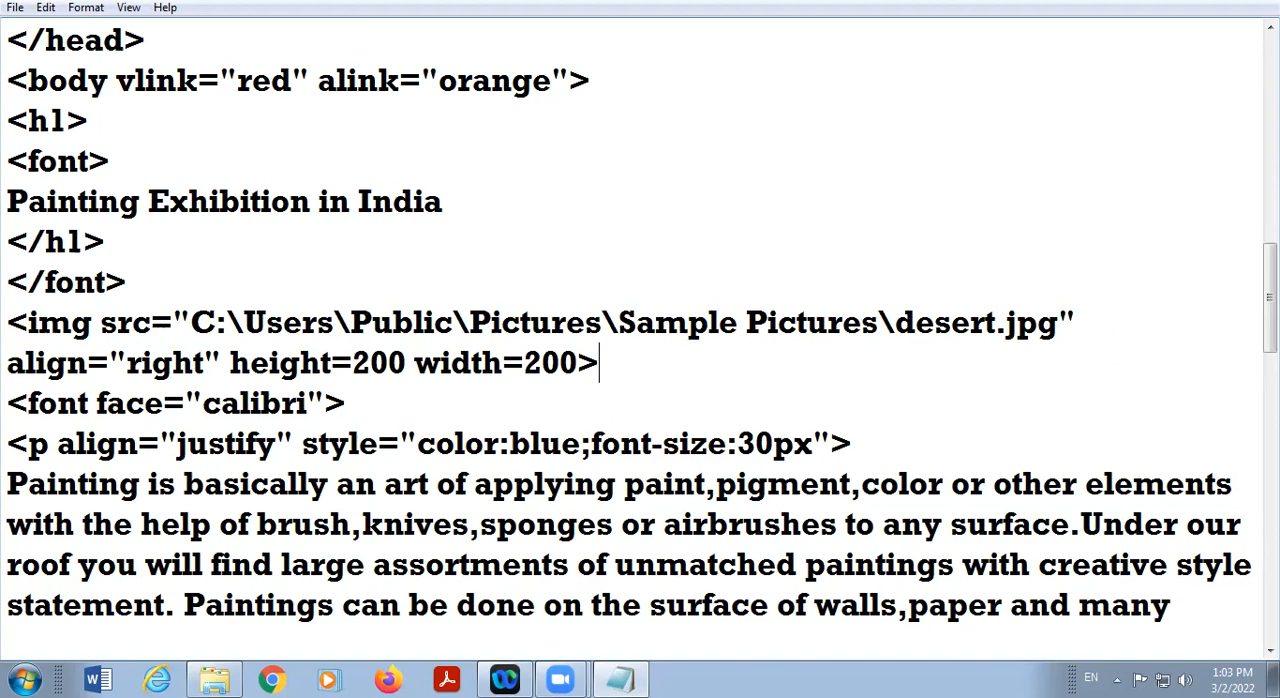 File Edit Format View Help
</head>
<body vlink="red" alink="orange">
<h1>
<font>
Painting Exhibition in India
</h1>
</font>
<img src="C:\Users\Public\Pictures\Sample Pictures\desert.jpg"
align="right" height=200 width=200>
<font face="calibri">
<p align="justify" style="color:blue;font-size:30px">
Painting is basically an art of applying paint,pigment,color or other elements
with the help of brush,knives,sponges or airbrushes to any surface.Under our
roof you will find large assortments of unmatched paintings with creative style
statement. Paintings can be done on the surface of walls,paper and many
EN
1:03 PM
3/2/2022